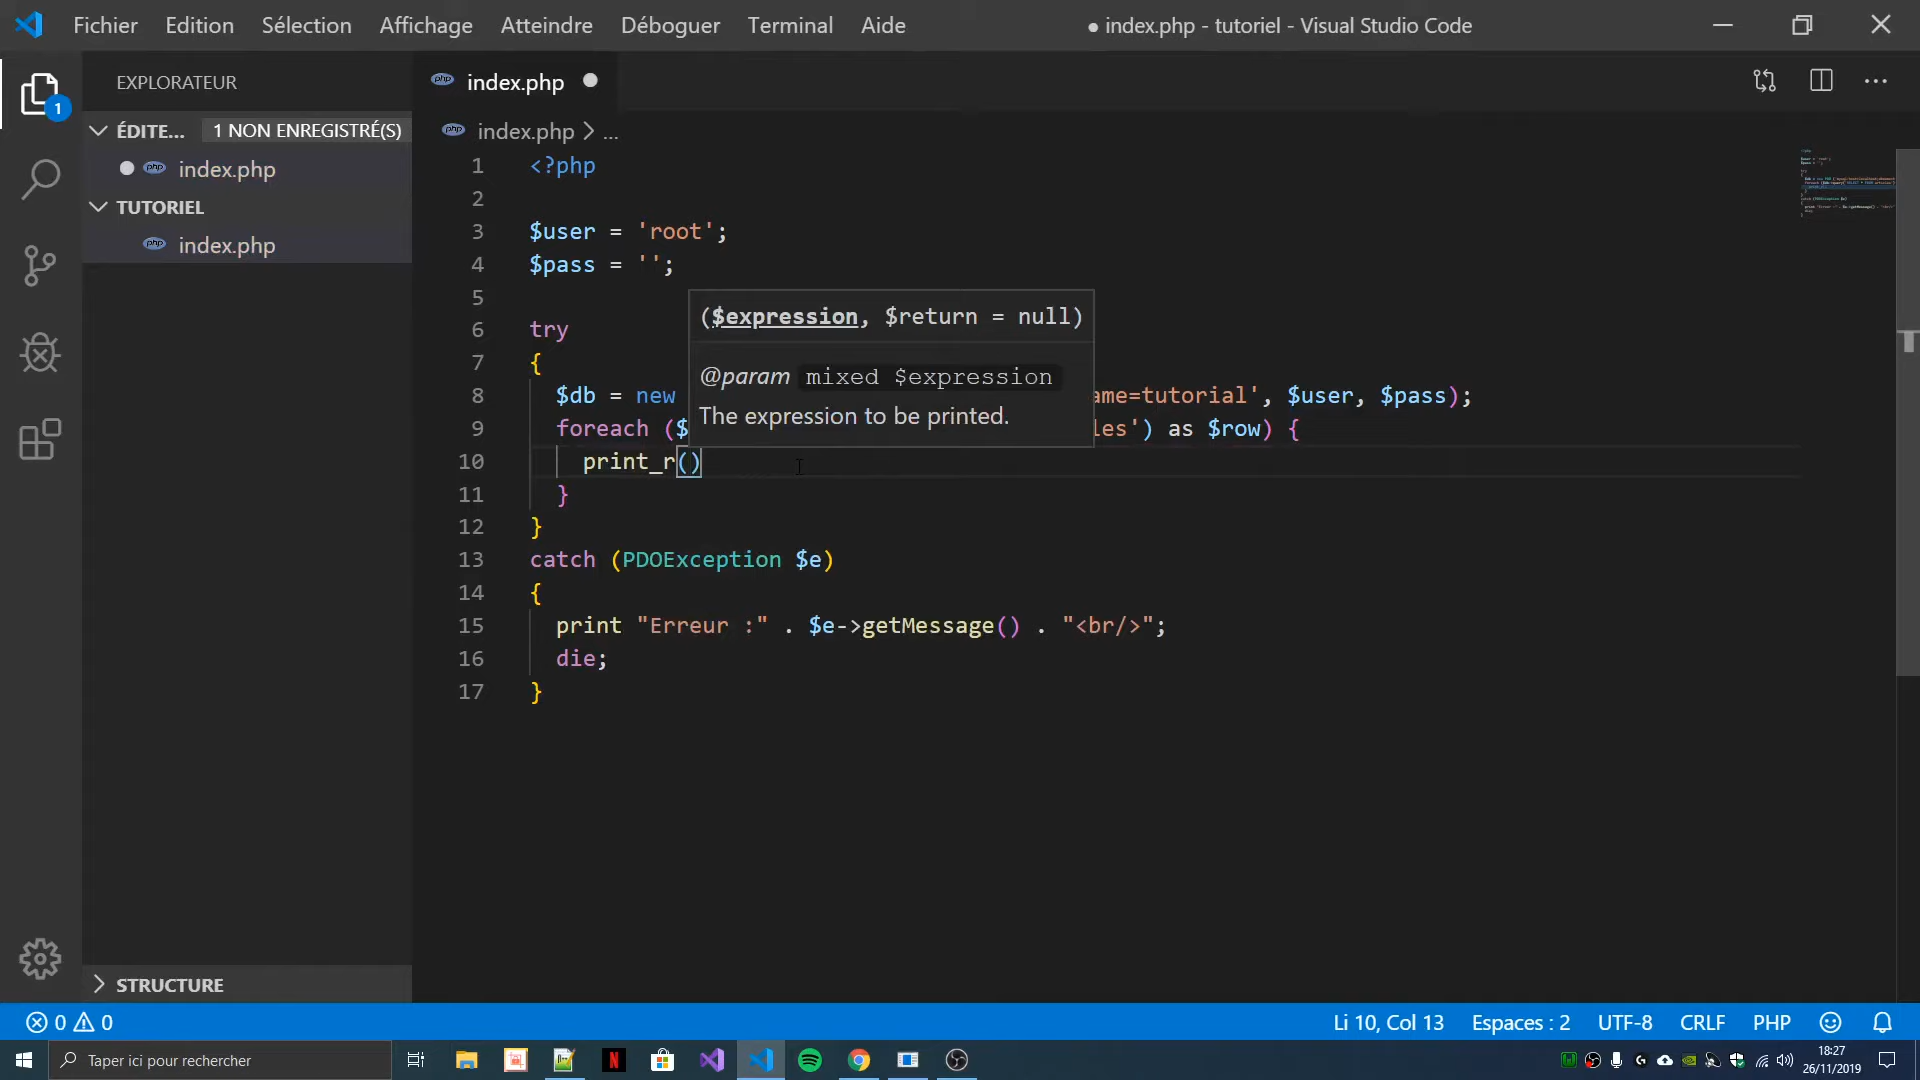 Fichier Edition Sélection Affichage Atteindre Déboguer Terminal Aide
● index.php - tutoriel - Visual Studio Code
EXPLORATEUR
index.php
1
ÉDITE... 1 NON ENREGISTRÉ(S)
index.php > ...
index.php
TUTORIEL
index.php
1 <?php
2
3 $user = 'root';
4 $pass = '';
5
($expression, $return = null)
6 try
7 {
@param mixed $expression
8 $db = new ame=tutorial', $user, $pass);
The expression to be printed.
9 foreach ($ les') as $row) {
10 print_r()
11 }
12 }
13 catch (PDOException $e)
14 {
15 print "Erreur :" . $e->getMessage() . "<br/>";
16 die;
17 }
STRUCTURE
0 0
Li 10, Col 13 Espaces : 2 UTF-8 CRLF PHP
Taper ici pour rechercher
18:27
26/11/2019